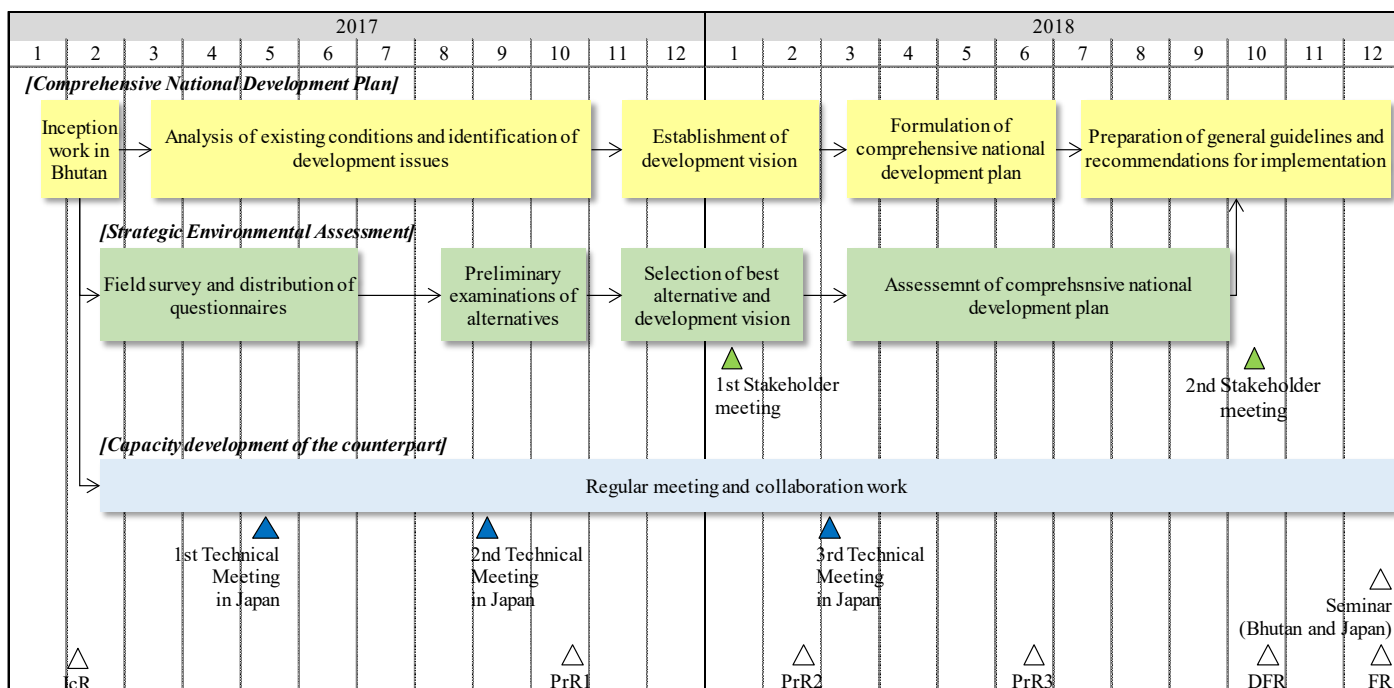 2017 2018
1 2 3 4 5 6 7 8 9 10 11 12 1 2 3 4 5 6 7 8 9 10 11 12
[Comprehensive National Development Plan]
Inception
work in
Bhutan
Analysis of existing conditions and identification of
development issues
Establishment of
development vision
Formulation of
comprehensive national
development plan
Preparation of general guidelines and
recommendations for implementation
[Strategic Environmental Assessment]
Field survey and distribution of
questionnaires
Preliminary
examinations of
alternatives
Selection of best
alternative and
development vision
Assessemnt of comprehsnsive national
development plan
1st Stakeholder
meeting
2nd Stakeholder
meeting
[Capacity development of the counterpart]
Regular meeting and collaboration work
1st Technical
Meeting
in Japan
2nd Technical
Meeting
in Japan
3rd Technical
Meeting
in Japan
Seminar
(Bhutan and Japan)
IcR PrR1 PrR2 PrR3 DFR FR